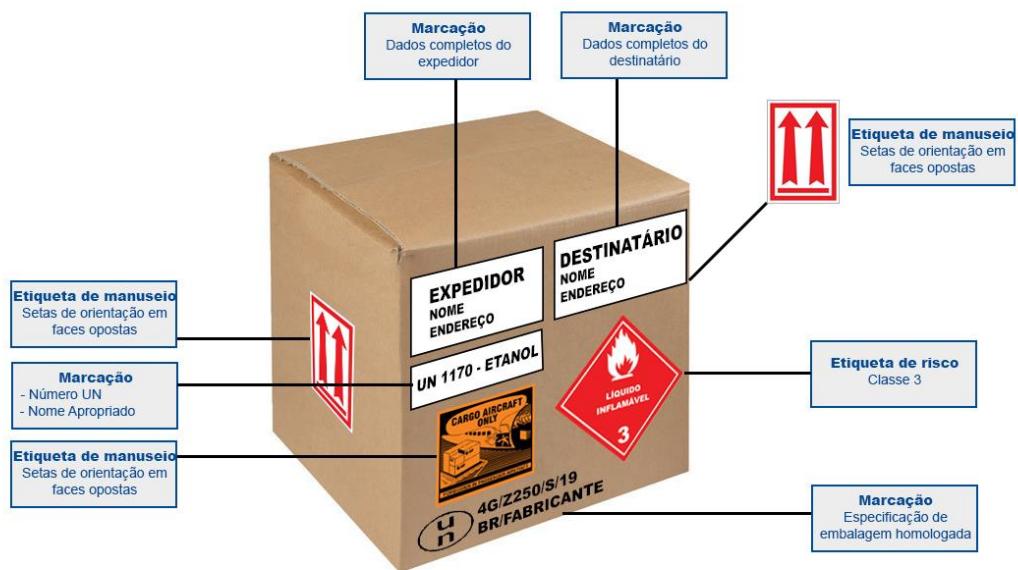 Marcação
Dados completos do
expedidor
Marcação
Dados completos do
destinatário
Etiqueta de manuseio
Setas de orientação em
faces opostas
Etiqueta de manuseio
Setas de orientação em
faces opostas
Marcação
- Número UN
- Nome Apropriado
Etiqueta de manuseio
Setas de orientação em
faces opostas
EXPEDIDOR
NOME
ENDEREÇO
DESTINATÁRIO
NOME
ENDEREÇO
UN 1170 - ETANOL
CARGO AIRCRAFT
ONLY
LÍQUIDO
INFLAMÁVEL
3
un
4G/Z250/S/19
BR/FABRICANTE
Etiqueta de risco
Classe 3
Marcação
Especificação de
embalagem homologada